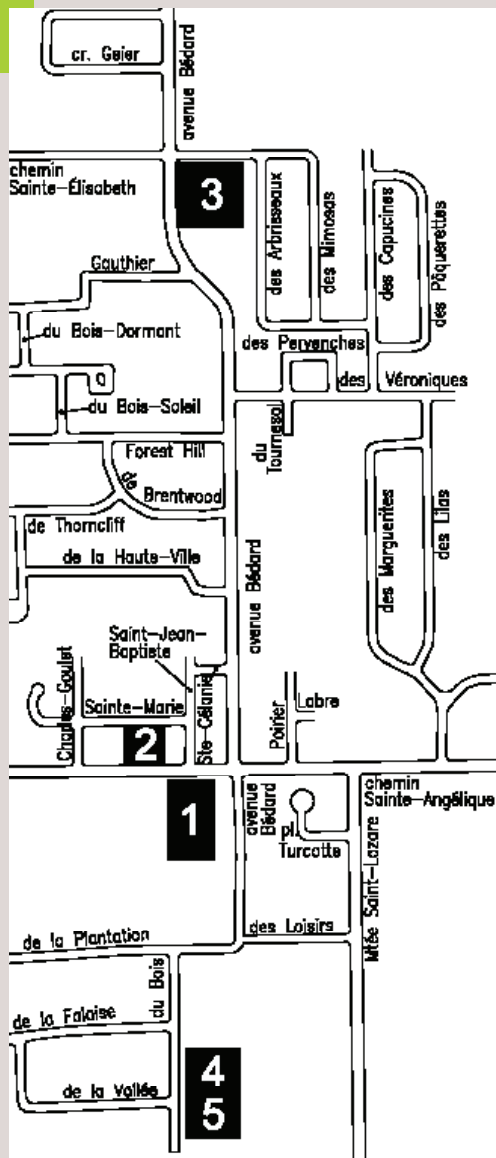 cr. Geier
avenue Bédard
chemin
Sainte-Élisabeth
3
des Arbrisseaux
des Mimosas
des Capucines
des Pâquerettes
Gauthier
du Bois-Dormant
des Pervenches
des Véroniques
du Bois-Soleil
du
Tournesol
Forest Hill
de
Brentwood
de Thorncliff
de la Haute-Ville
avenue Bédard
des Marguerites
des Lilas
Saint-Jean-
Baptiste
Charles-Goulet
Sainte-Marie
Ste-Célanie
2
Poirier
Labre
1
avenue
Bédard
pl.
Turcotte
chemin
Sainte-Angélique
Mtée Saint-Lazare
des Loisirs
de la Plantation
du Bois
de la Falaise
de la Vallée
4
5